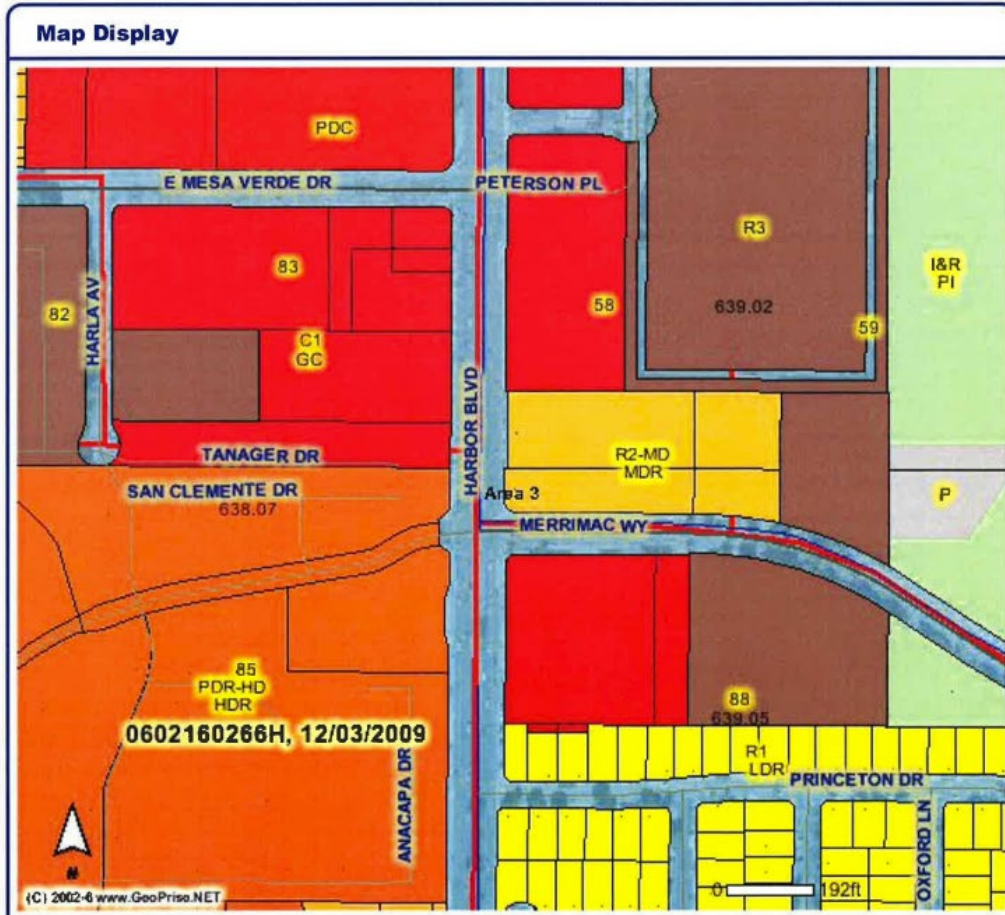 Map Display
PDC
E MESA VERDE DR
PETERSON PL
R3
I&R
PI
83
82
58
639.02
59
HARLA AV
C1
GC
HARBOR BLVD
TANAGER DR
R2-MD
MDR
SAN CLEMENTE DR
638.07
Area 3
P
MERRIMAC WY
85
PDR-HD
HDR
88
639.05
0602160266H, 12/03/2009
R1
LDR
PRINCETON DR
ANACAPA DR
OXFORD LN
#
0 192ft
(C) 2002-6 www.GeoPrise.NET